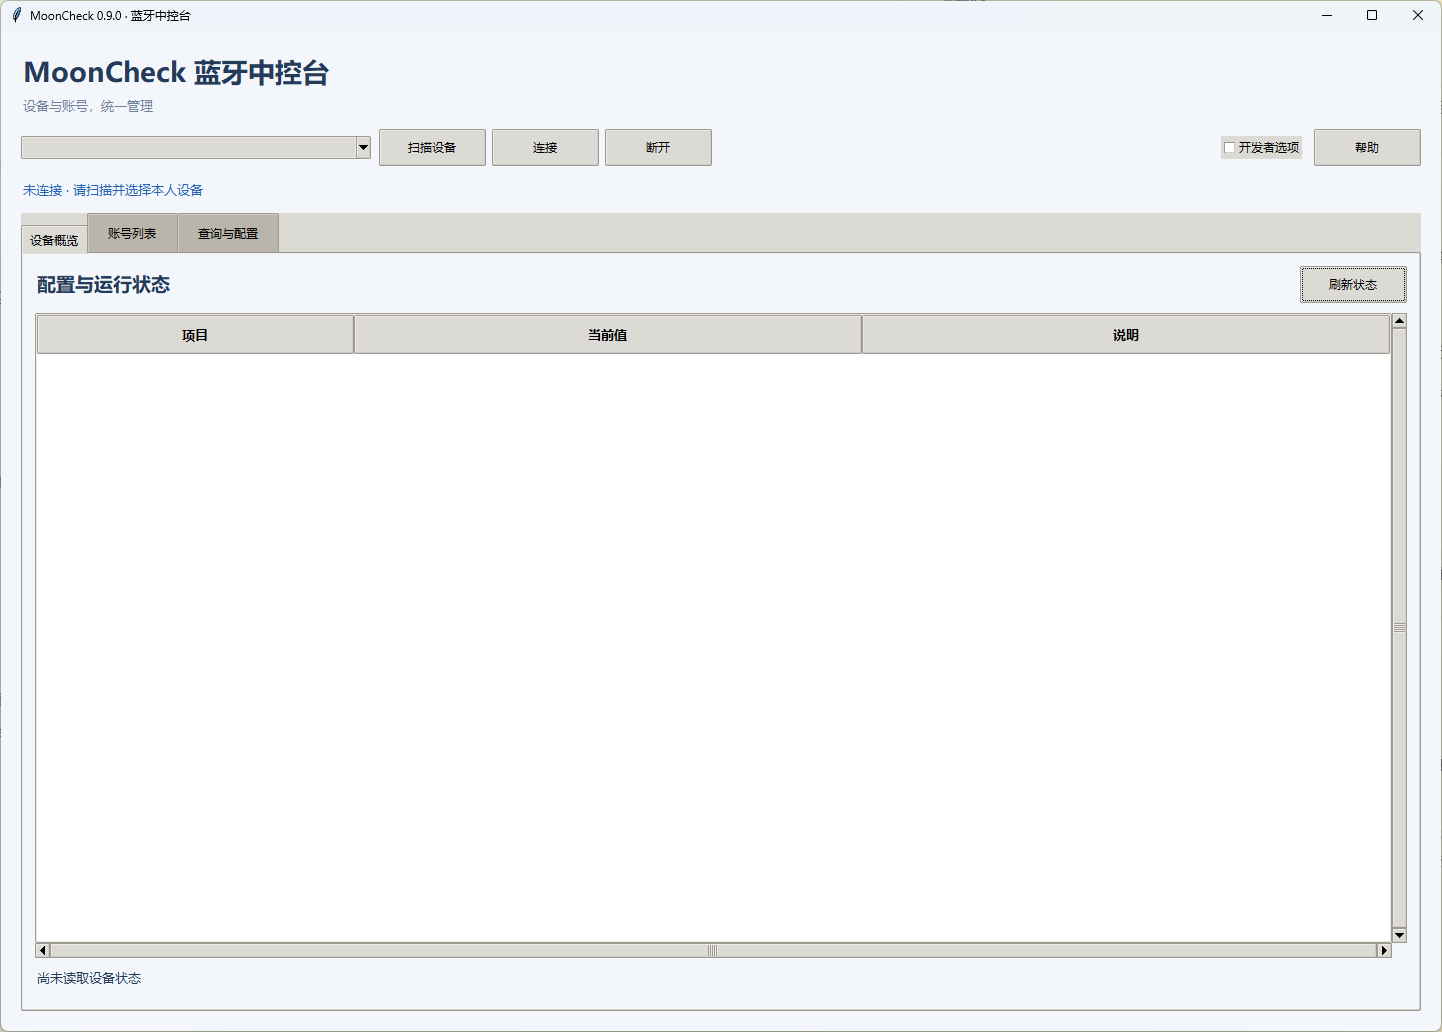 MoonCheck 0.9.0 · 蓝牙中控台
MoonCheck 蓝牙中控台
设备与账号，统一管理
扫描设备 连接 断开 开发者选项 帮助
未连接 · 请扫描并选择本人设备
设备概览 账号列表 查询与配置
配置与运行状态 刷新状态
项目 当前值 说明
尚未读取设备状态